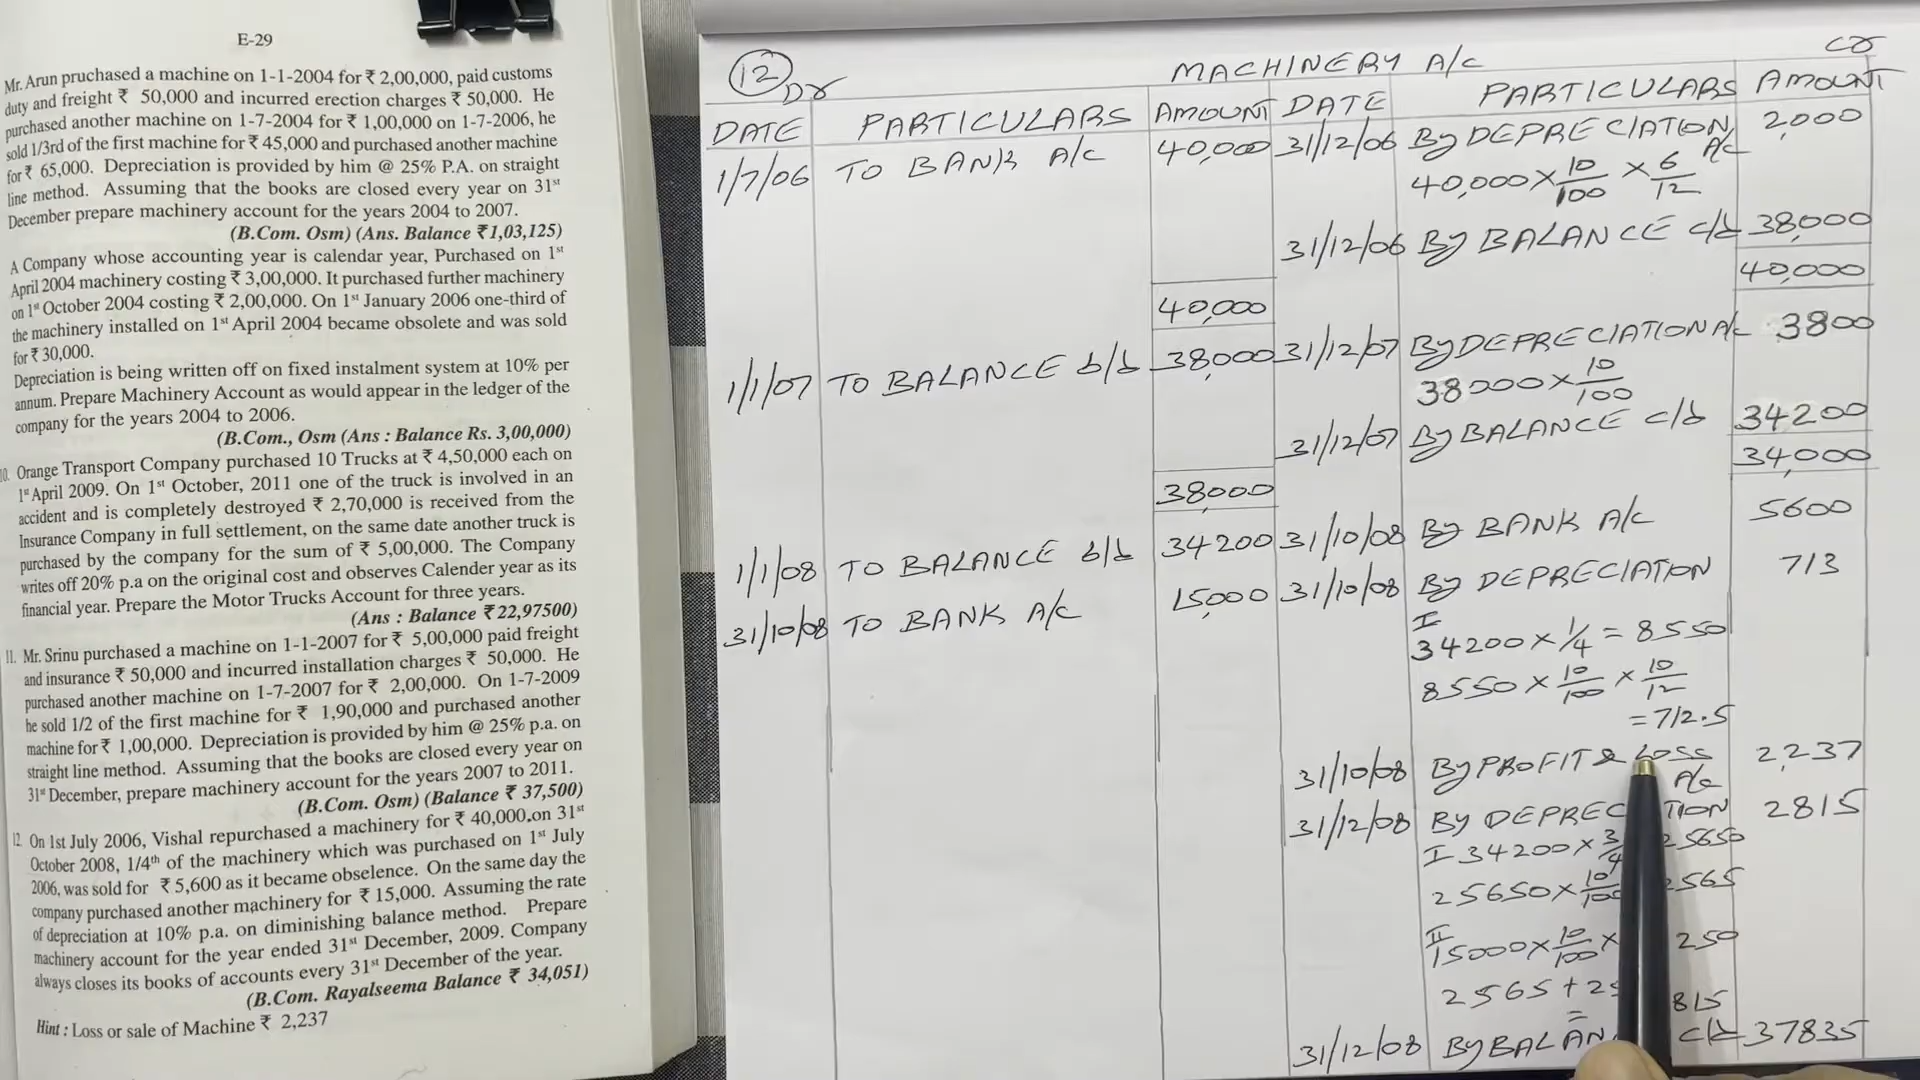 E-29
Mr. Arun pruchased a machine on 1-1-2004 for ₹ 2,00,000, paid customs
duty and freight ₹ 50,000 and incurred erection charges ₹ 50,000. He
purchased another machine on 1-7-2004 for ₹ 1,00,000 on 1-7-2006, he
sold 1/3rd of the first machine for ₹ 45,000 and purchased another machine
for ₹ 65,000. Depreciation is provided by him @ 25% P.A. on straight
line method. Assuming that the books are closed every year on 31st
December prepare machinery account for the years 2004 to 2007.
(B.Com. Osm) (Ans. Balance ₹1,03,125)
A Company whose accounting year is calendar year, Purchased on 1st
April 2004 machinery costing ₹ 3,00,000. It purchased further machinery
on 1st October 2004 costing ₹ 2,00,000. On 1st January 2006 one-third of
the machinery installed on 1st April 2004 became obsolete and was sold
for ₹ 30,000.
Depreciation is being written off on fixed instalment system at 10% per
annum. Prepare Machinery Account as would appear in the ledger of the
company for the years 2004 to 2006.
(B.Com., Osm (Ans : Balance Rs. 3,00,000)
10. Orange Transport Company purchased 10 Trucks at ₹ 4,50,000 each on
1st April 2009. On 1st October, 2011 one of the truck is involved in an
accident and is completely destroyed ₹ 2,70,000 is received from the
Insurance Company in full settlement, on the same date another truck is
purchased by the company for the sum of ₹ 5,00,000. The Company
writes off 20% p.a on the original cost and observes Calender year as its
financial year. Prepare the Motor Trucks Account for three years.
(Ans : Balance ₹ 22,97500)
11. Mr. Srinu purchased a machine on 1-1-2007 for ₹ 5,00,000 paid freight
and insurance ₹ 50,000 and incurred installation charges ₹ 50,000. He
purchased another machine on 1-7-2007 for ₹ 2,00,000. On 1-7-2009
he sold 1/2 of the first machine for ₹ 1,90,000 and purchased another
machine for ₹ 1,00,000. Depreciation is provided by him @ 25% p.a. on
straight line method. Assuming that the books are closed every year on
31st December, prepare machinery account for the years 2007 to 2011.
(B.Com. Osm) (Balance ₹ 37,500)
12. On 1st July 2006, Vishal repurchased a machinery for ₹ 40,000.on 31st
October 2008, 1/4th of the machinery which was purchased on 1st July
2006, was sold for ₹ 5,600 as it became obselence. On the same day the
company purchased another machinery for ₹ 15,000. Assuming the rate
of depreciation at 10% p.a. on diminishing balance method. Prepare
machinery account for the year ended 31st December, 2009. Company
always closes its books of accounts every 31st December of the year.
(B.Com. Rayalseema Balance ₹ 34,051)
Hint : Loss or sale of Machine ₹ 2,237
12 Dr MACHINERY A/c Cr
DATE PARTICULARS AMOUNT DATE PARTICULARS AMOUNT
1/7/06 TO BANK A/c 40,000 31/12/06 By DEPRECIATION A/c 2,000
40,000 × 10/100 × 6/12
31/12/06 By BALANCE c/d 38,000
40,000 40,000
1/1/07 TO BALANCE b/d 38,000 31/12/07 By DEPRECIATION A/c 3800
38000 × 10/100
31/12/07 By BALANCE c/d 34200
38000 34,000
1/1/08 TO BALANCE b/d 34200 31/10/08 By BANK A/c 5600
31/10/08 TO BANK A/c 15,000 31/10/08 By DEPRECIATION 713
I
34200 × 1/4 = 8550
8550 × 10/100 × 10/12
= 712.5
31/10/08 By PROFIT & LOSS A/c 2,237
31/12/08 By DEPRECIATION 2815
I 34200 × 3/4 25650
25650 × 10/100 2565
II
15000 × 10/100 × 250
2565 + 815
=
31/12/08 By BALAN c/d 37835